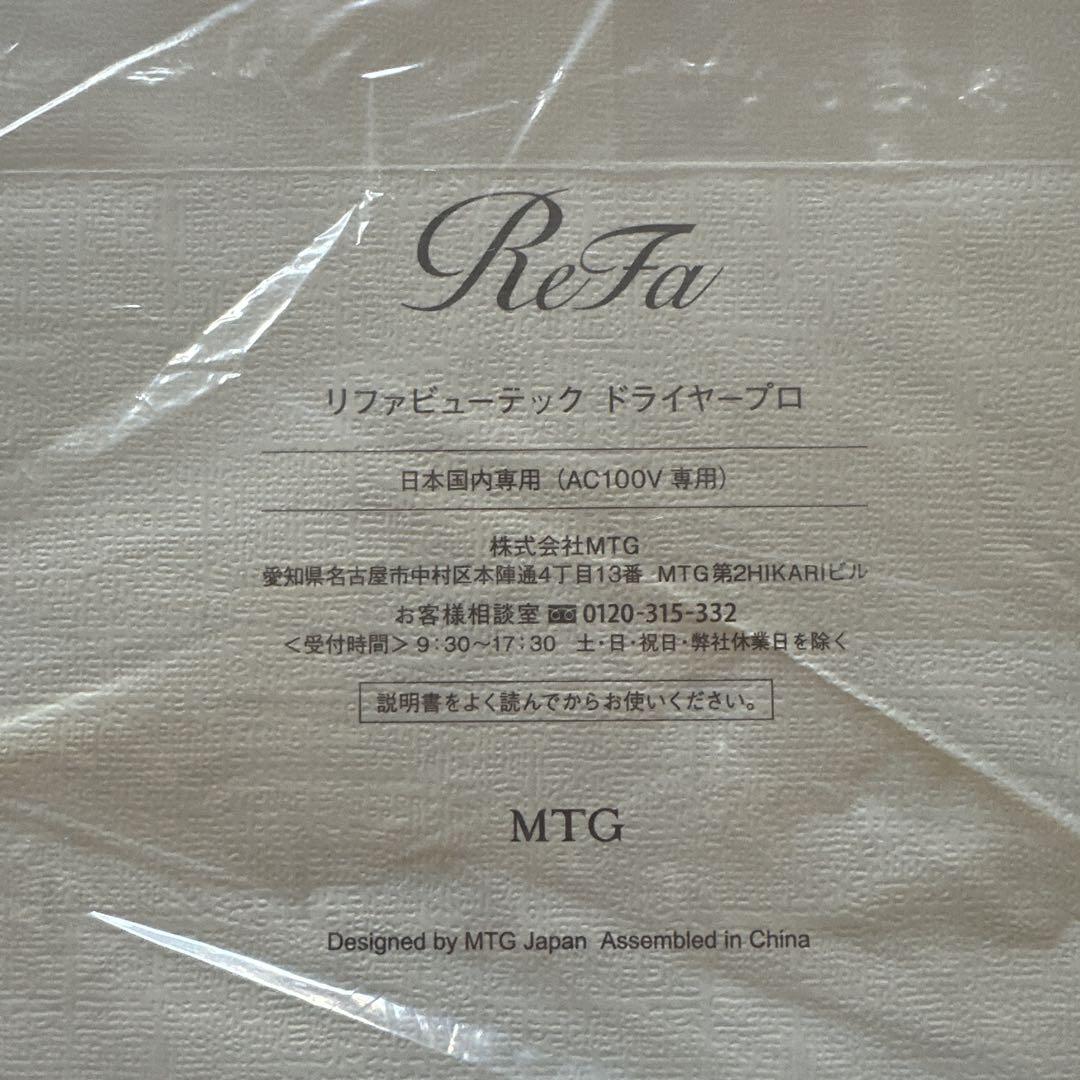 ReFa
リファビューテック ドライヤープロ
日本国内専用（AC100V 専用）
株式会社MTG
愛知県名古屋市中村区本陣通4丁目13番 MTG第2HIKARIビル
お客様相談室 0120-315-332
＜受付時間＞9：30〜17：30 土・日・祝日・弊社休業日を除く
説明書をよく読んでからお使いください。
MTG
Designed by MTG Japan Assembled in China